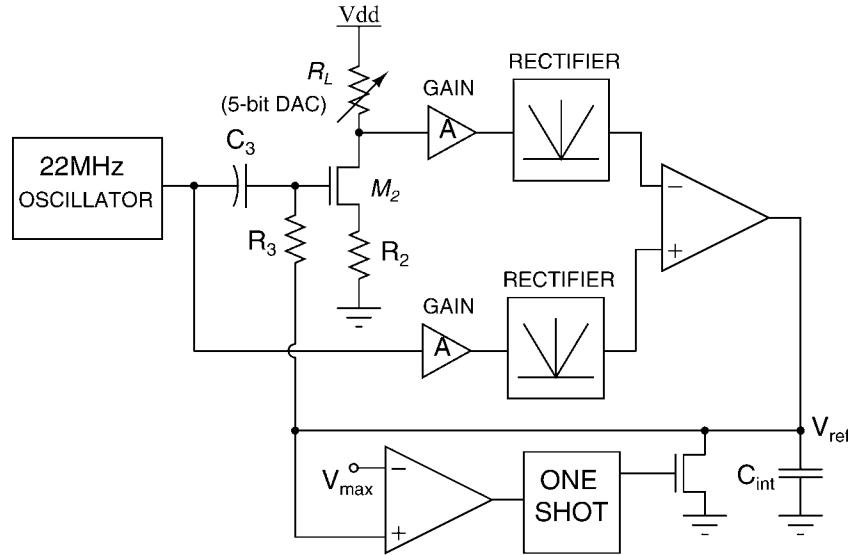 Vdd
R_L
(5-bit DAC)
GAIN
A
RECTIFIER
22MHz
OSCILLATOR
C_3
M_2
R_3
R_2
−
+
GAIN
A
RECTIFIER
V_ref
V_max
−
+
ONE
SHOT
C_int